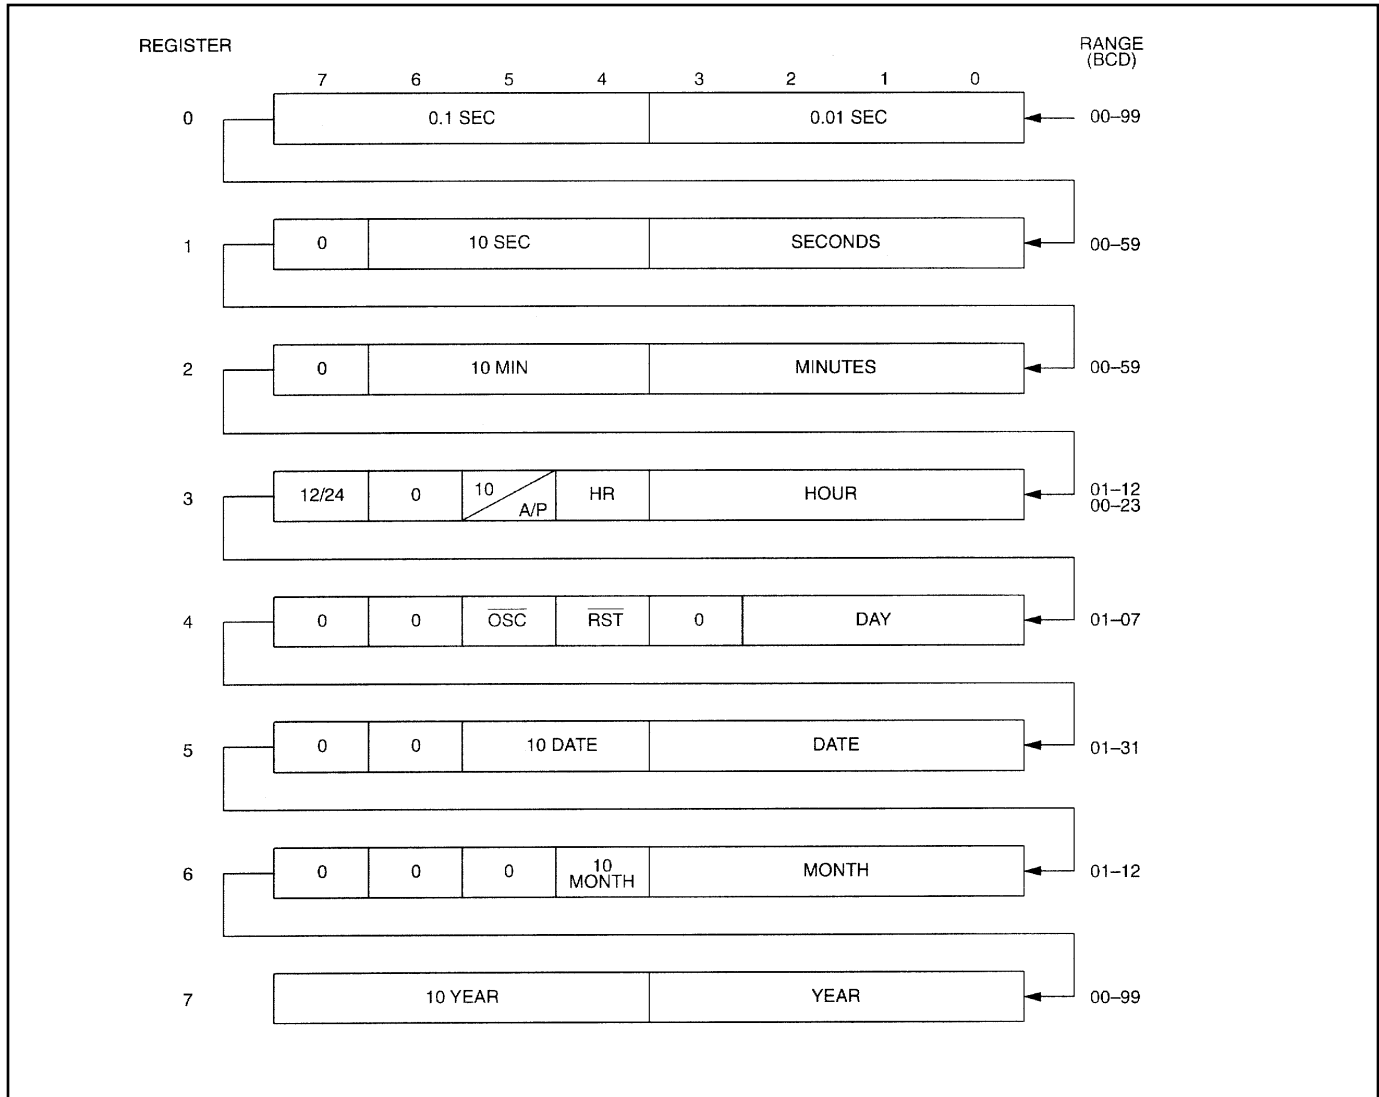 REGISTER
RANGE
(BCD)
7 6 5 4 3 2 1 0
0 0.1 SEC 0.01 SEC 00–99
1 0 10 SEC SECONDS 00–59
2 0 10 MIN MINUTES 00–59
3 12/24 0 10 A/P HR HOUR 01–12
00–23
4 0 0 OSC RST 0 DAY 01–07
5 0 0 10 DATE DATE 01–31
6 0 0 0 10 MONTH MONTH 01–12
7 10 YEAR YEAR 00–99